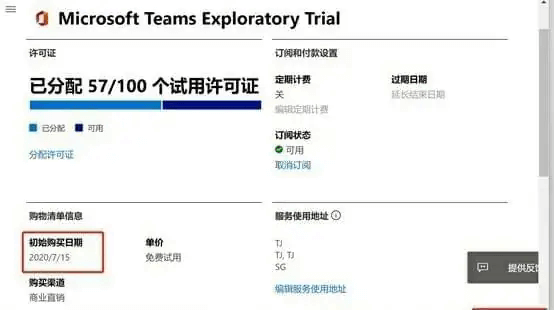 Microsoft Teams Exploratory Trial
许可证
已分配 57/100 个试用许可证
已分配 可用
分配许可证
订阅和付款设置
定期计费
关
编辑定期计费
过期日期
延长结束日期
订阅状态
可用
取消订阅
购物清单信息
初始购买日期
2020/7/15
单价
免费试用
购买渠道
商业直销
服务使用地址
TJ
TJ, TJ
SG
编辑服务使用地址
提供反馈